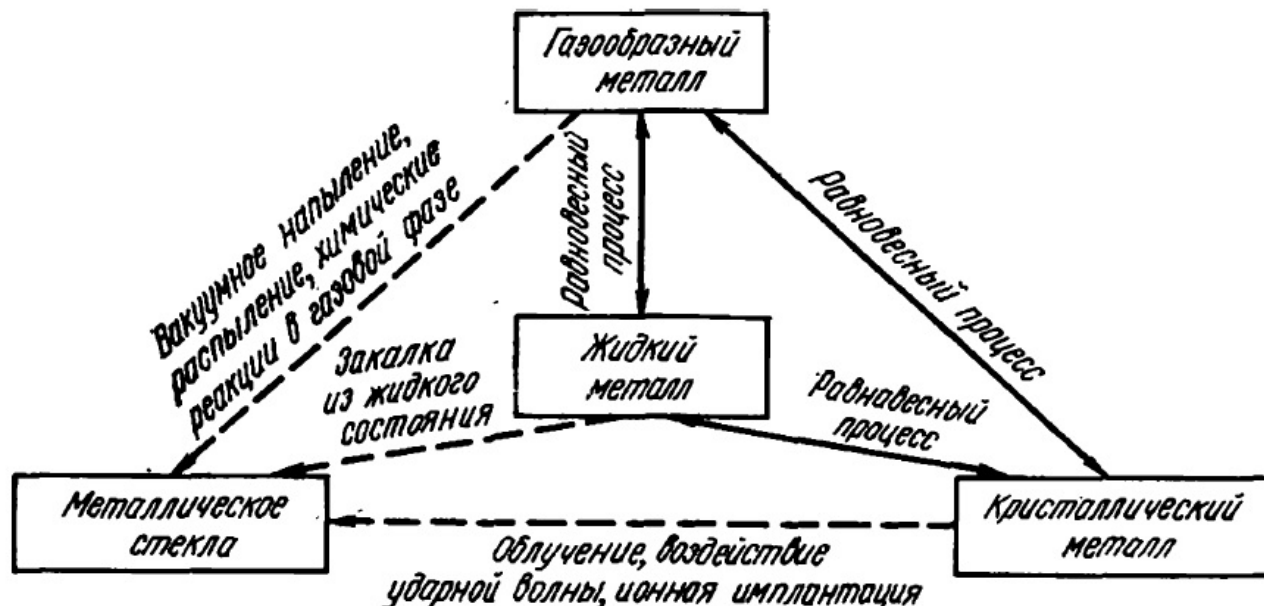 Газообразный
металл
Вакуумное напыление,
распыление, химические
реакции в газовой фазе
Равновесный
процесс
Равновесный процесс
Закалка
из жидкого
состояния
Жидкий
металл
Равнавесный
процесс
Металлическое
стекла
Кристаллический
металл
Облучение, воздействие
ударной волны, ионная имплантация